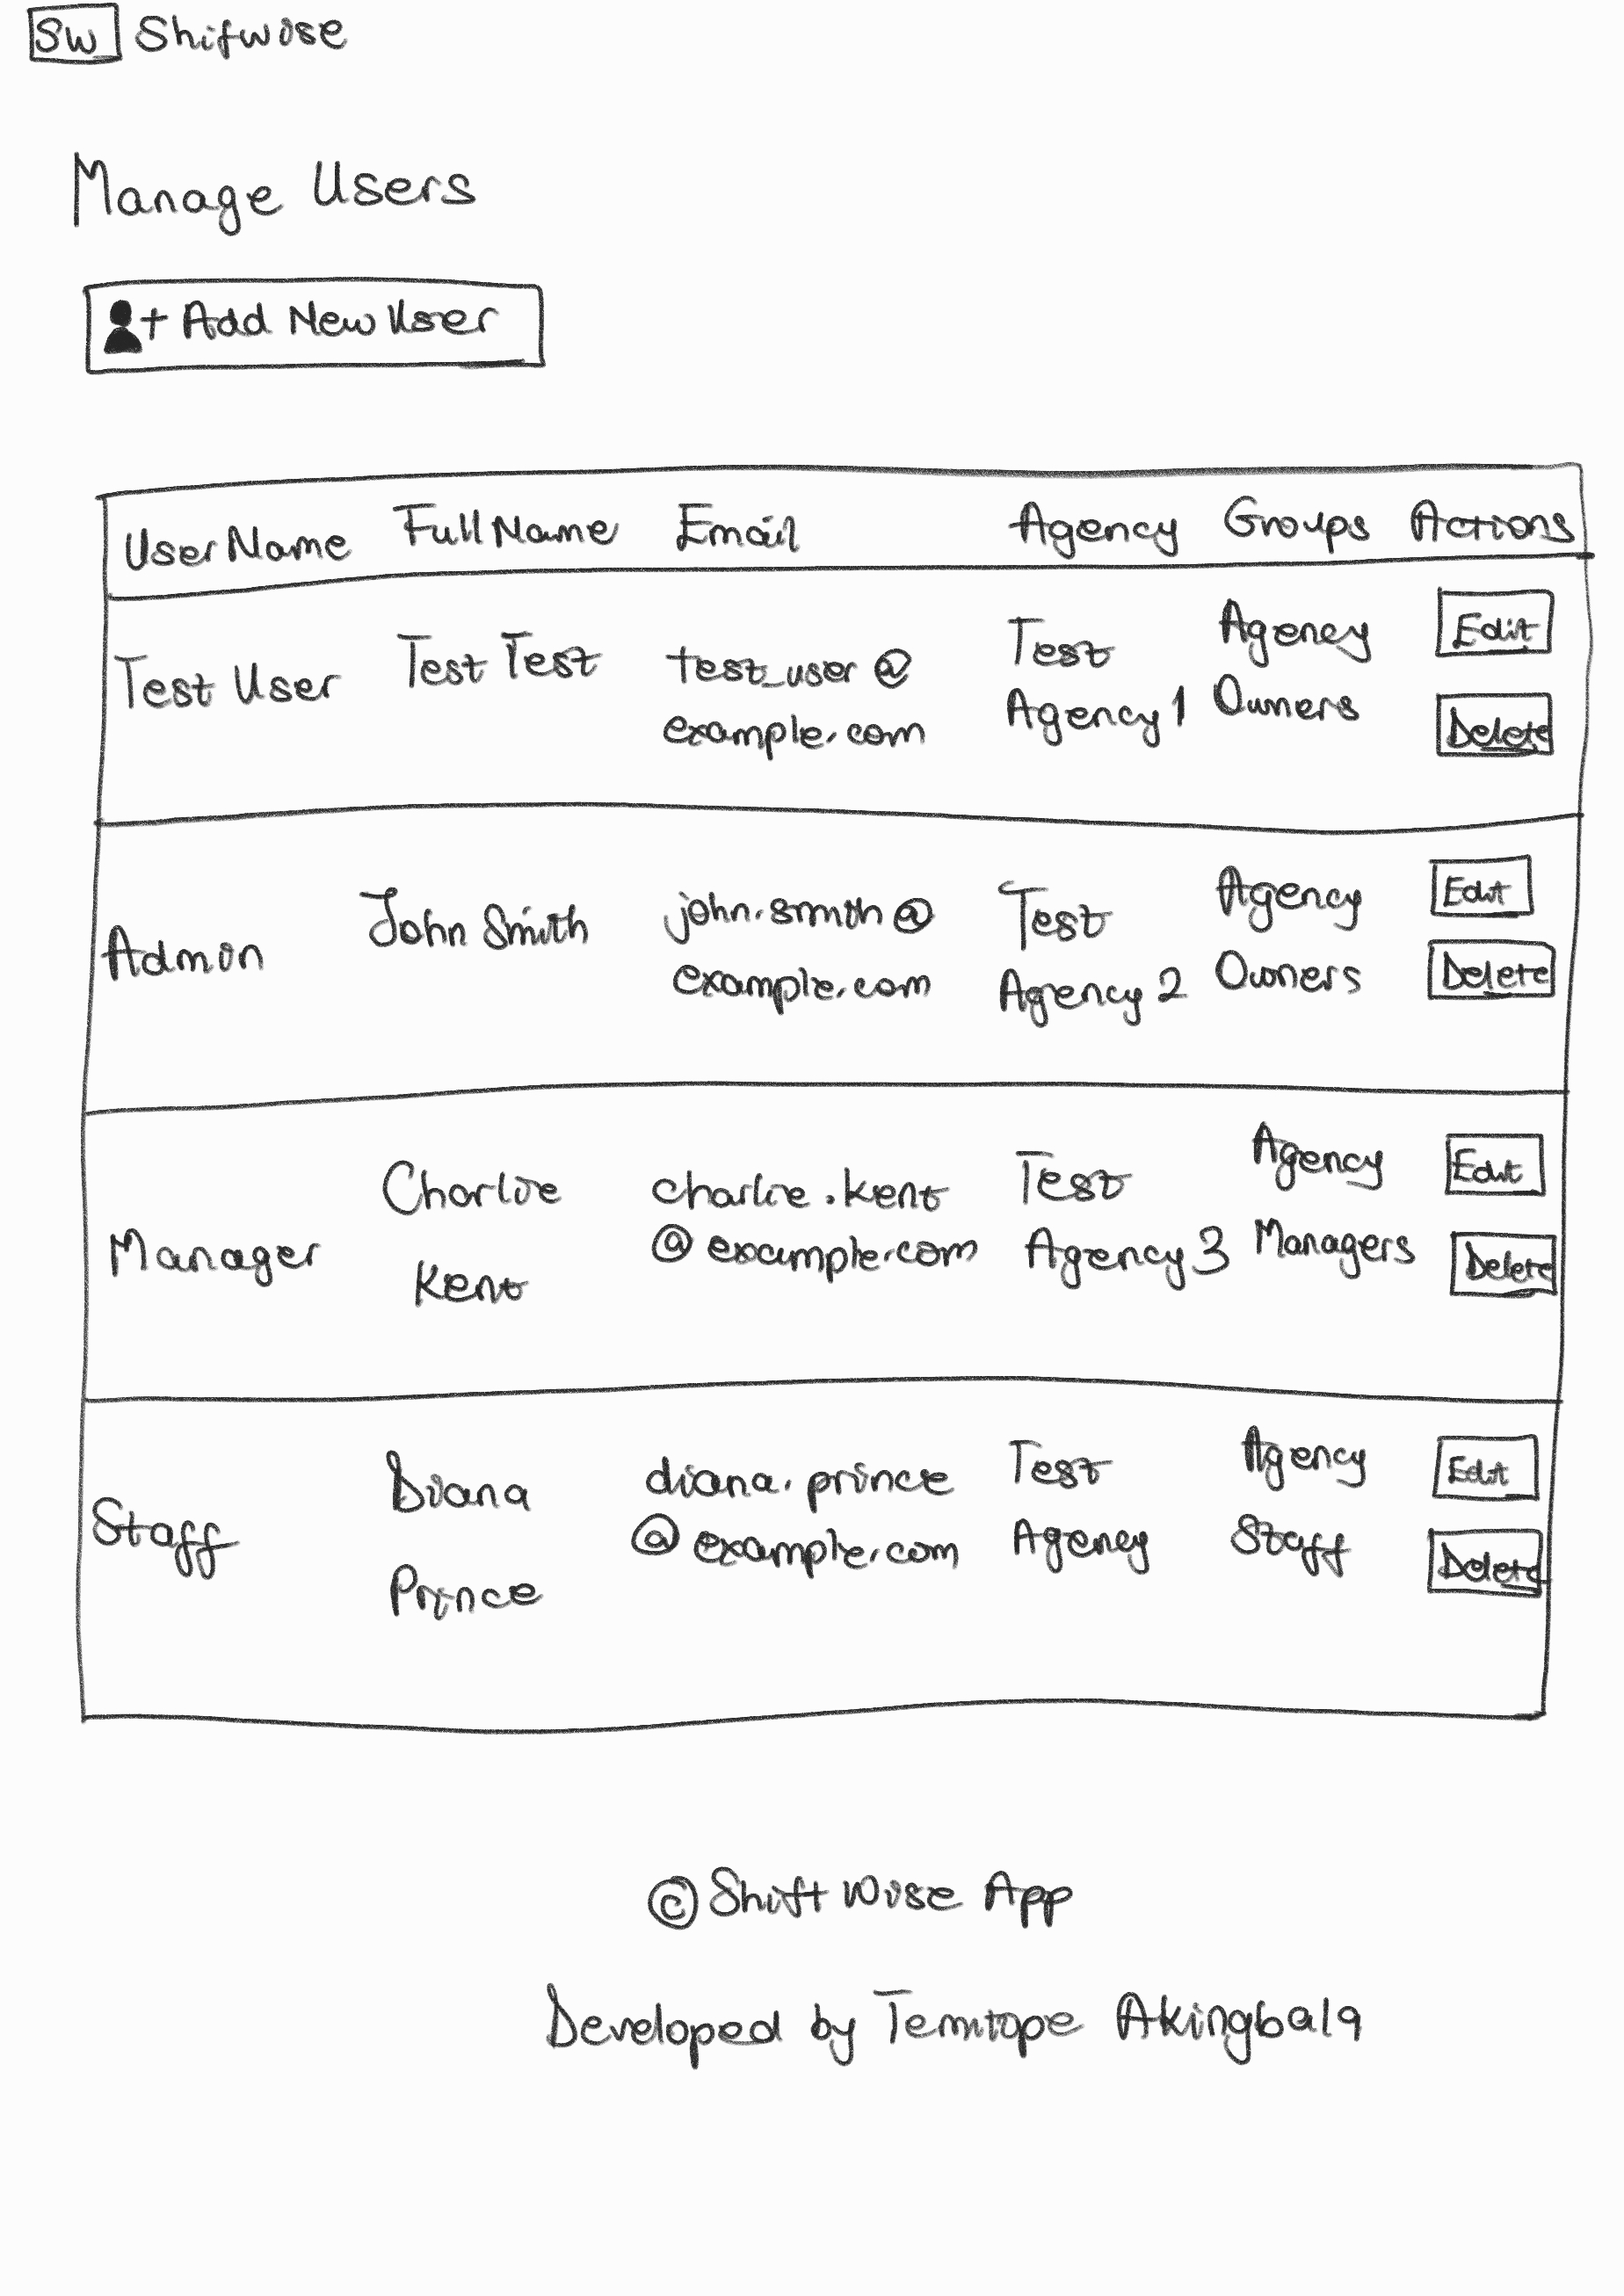 SW Shifwise
Manage Users
+ Add New User
UserName Full Name Email Agency Groups Actions
Test User Test Test test_user@ Test Agency Edit
example.com Agency 1 Owners Delete
Admin John Smith john.smith@ Test Agency Edit
example.com Agency 2 Owners Delete
Manager Charlie charlie.kent Test Agency Edit
Kent @example.com Agency 3 Managers Delete
Staff Diana diana.prince Test Agency Edit
Prince @example.com Agency Staff Delete
© Shift Wise App
Developed by Temitope Akingbala